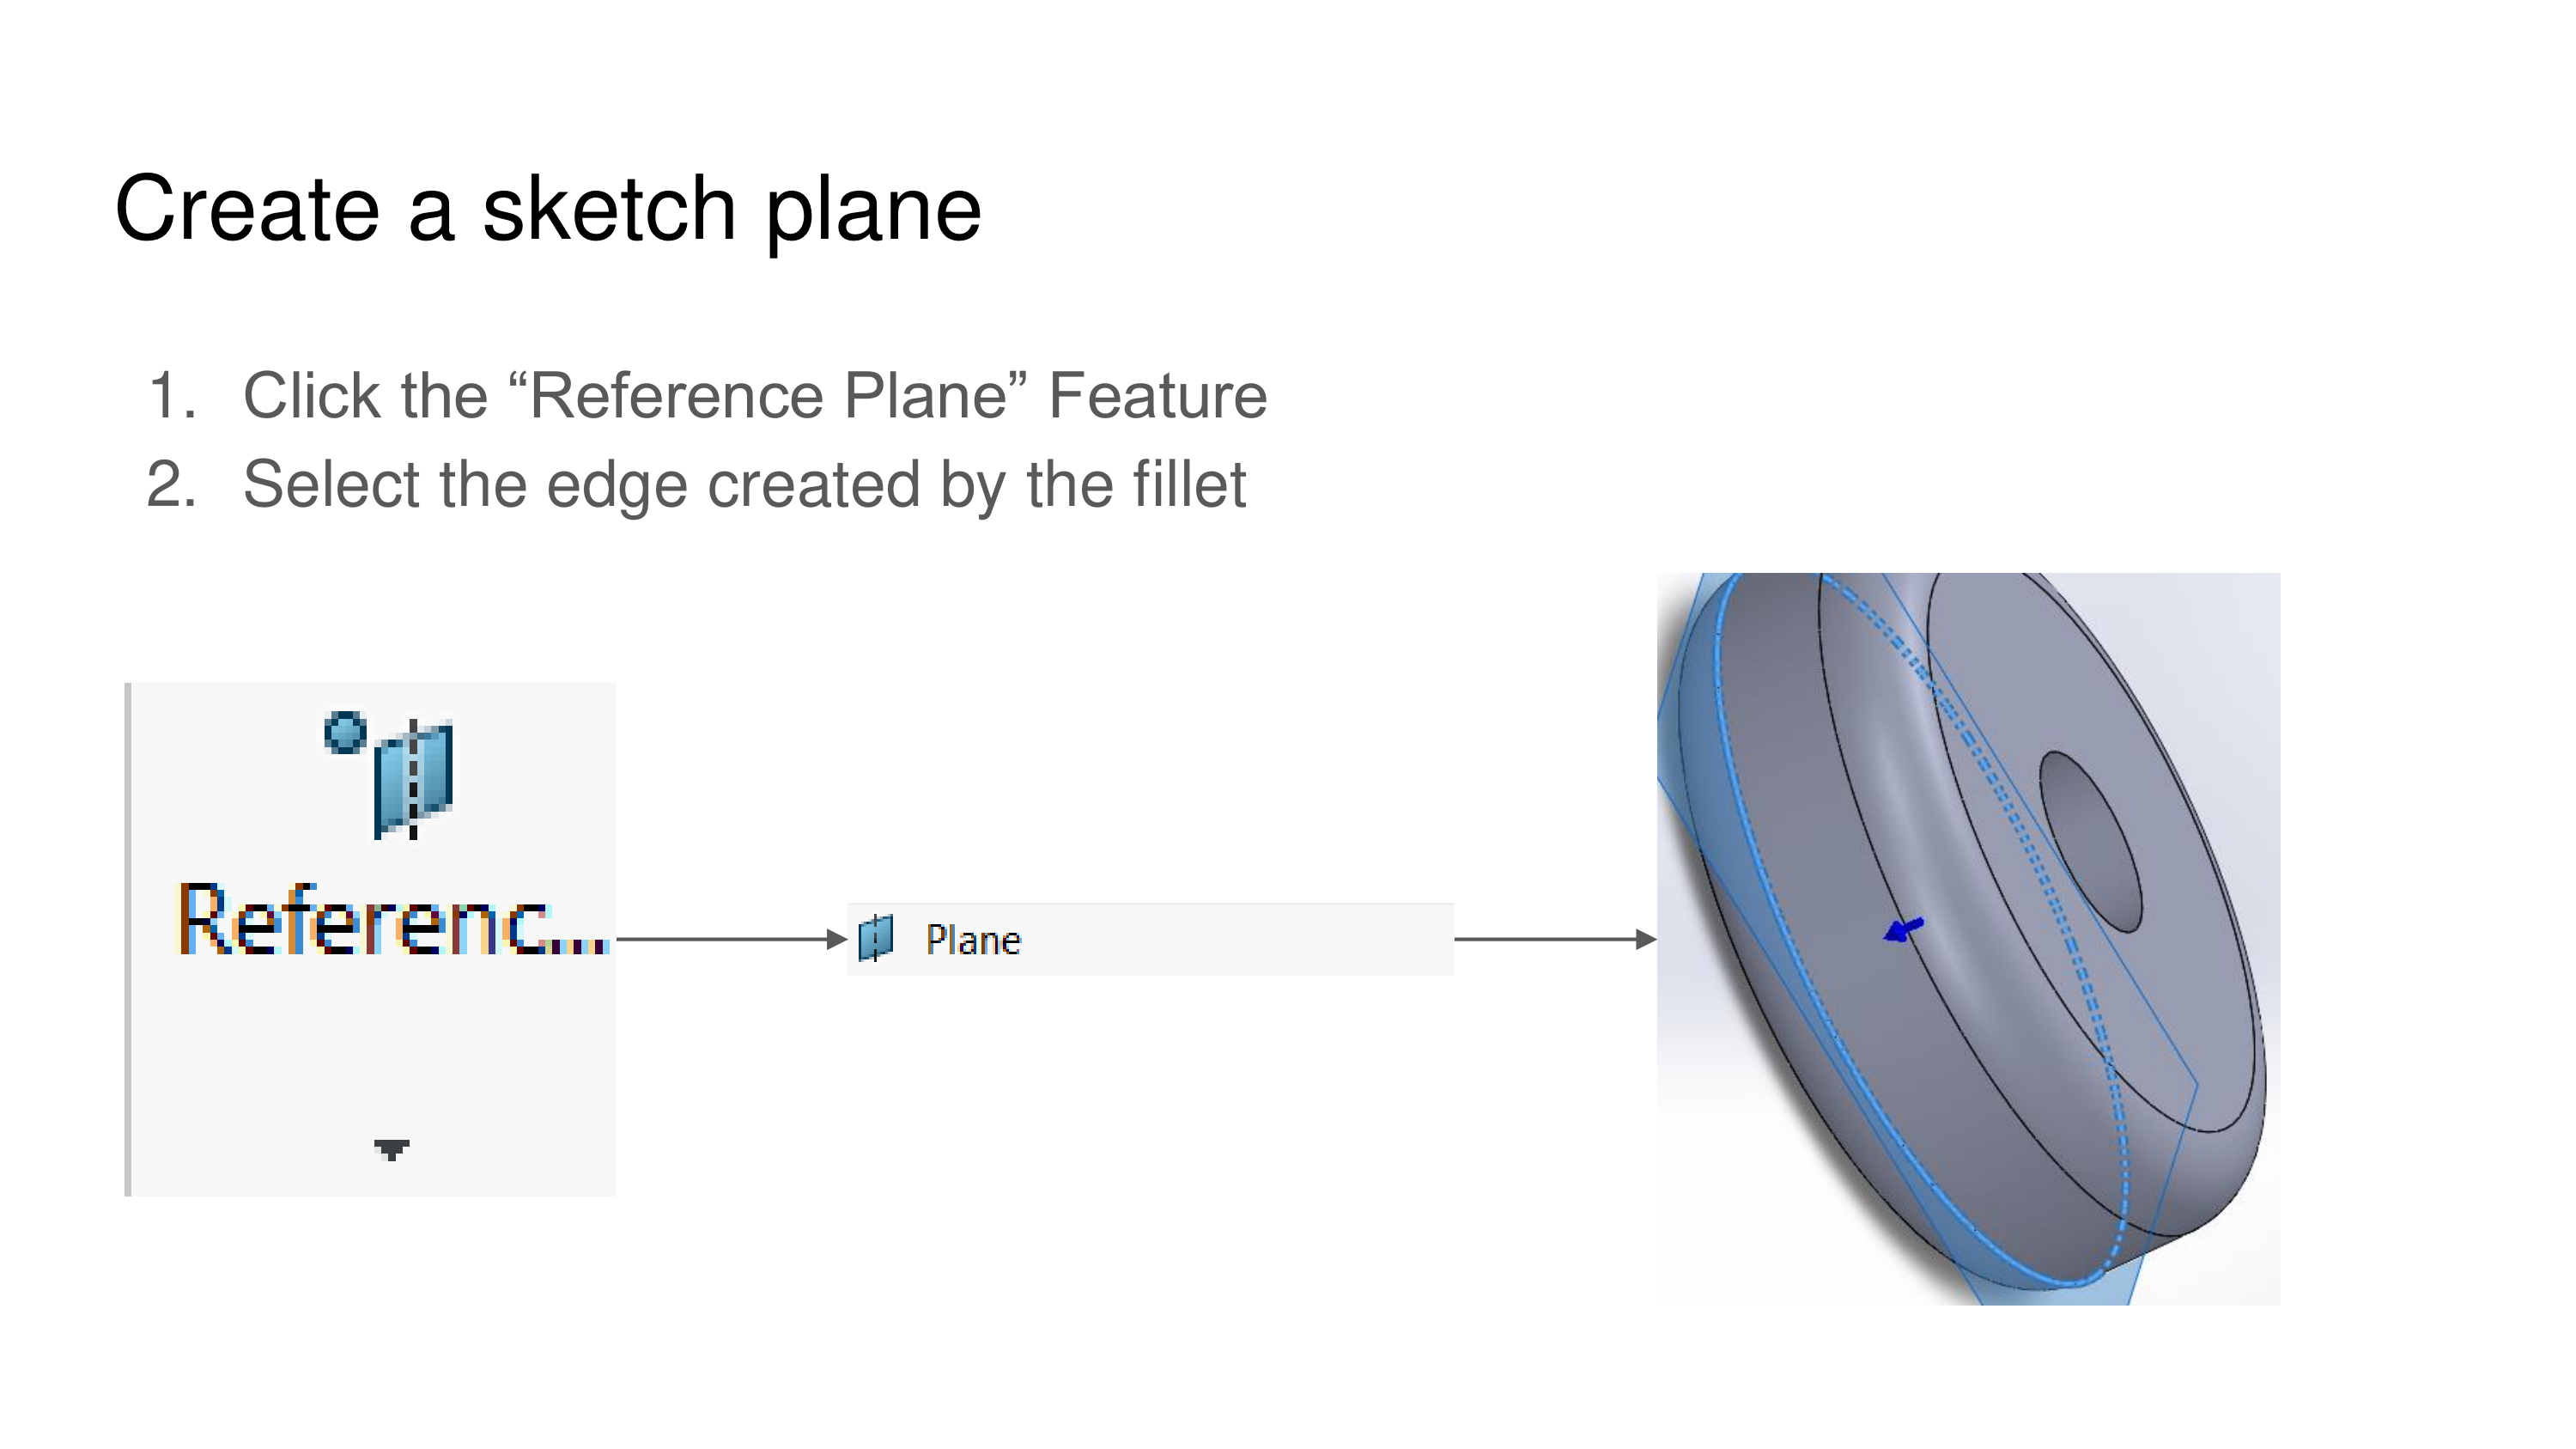 Create a sketch plane
1. Click the “Reference Plane” Feature
2. Select the edge created by the fillet
Referenc...
Plane